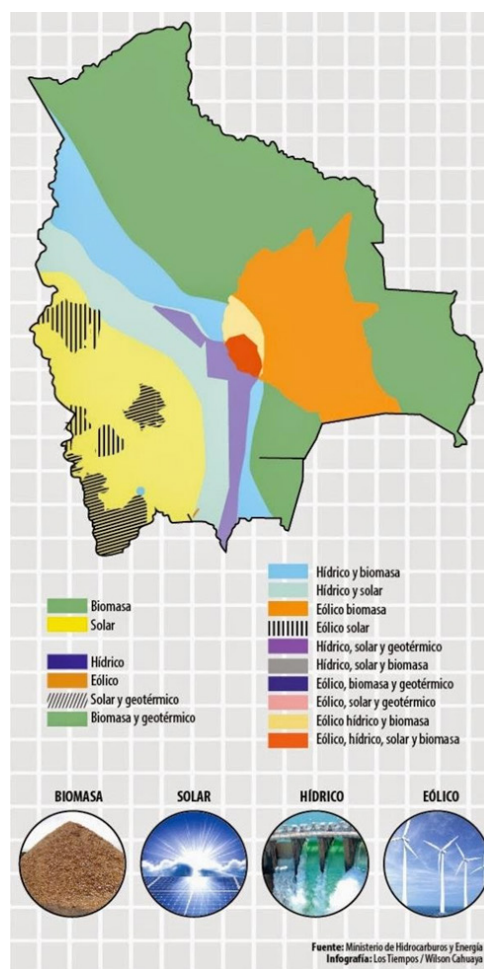 Biomasa
Solar
Hídrico
Eólico
Solar y geotérmico
Biomasa y geotérmico
Hídrico y biomasa
Hídrico y solar
Eólico biomasa
Eólico solar
Hídrico, solar y geotérmico
Hídrico, solar y biomasa
Eólico, biomasa y geotérmico
Eólico, solar y geotérmico
Eólico hídrico y biomasa
Eólico, hídrico, solar y biomasa
BIOMASA
SOLAR
HÍDRICO
EÓLICO
Fuente: Ministerio de Hidrocarburos y Energía
Infografía: Los Tiempos / Wilson Cahuaya